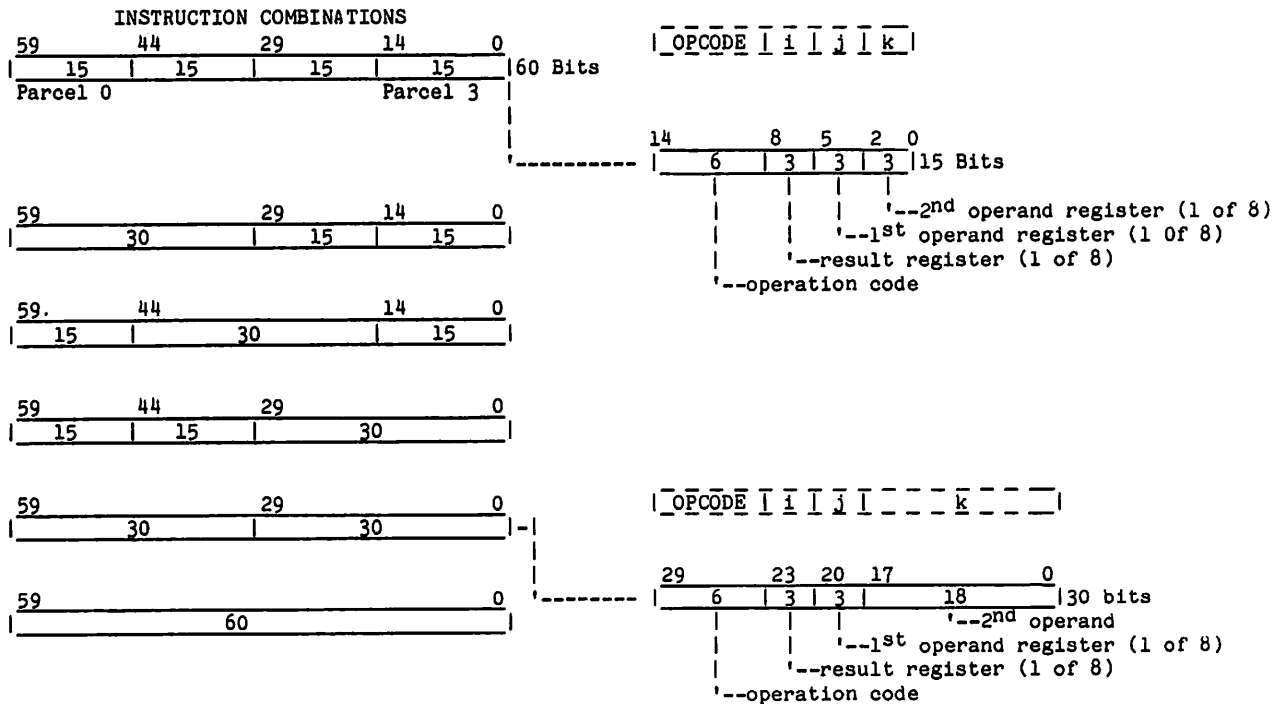 INSTRUCTION COMBINATIONS
59 44 29 14 0
15 15 15 15 60 Bits
Parcel 0 Parcel 3
OPCODE i j k
14 8 5 2 0
6 3 3 3 15 Bits
2nd operand register (1 of 8)
1st operand register (1 0f 8)
result register (1 of 8)
operation code
59 29 14 0
30 15 15
59. 44 14 0
15 30 15
59 44 29 0
15 15 30
59 29 0
30 30
OPCODE i j k
29 23 20 17 0
6 3 3 18 30 bits
2nd operand
1st operand register (1 of 8)
result register (1 of 8)
operation code
59 0
60